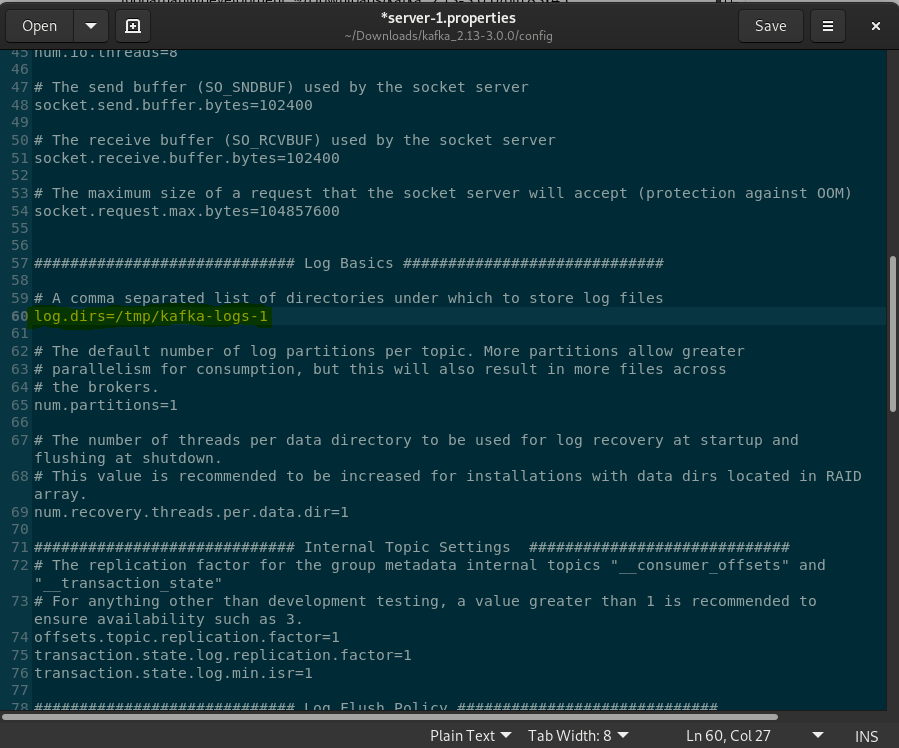 Open
*server-1.properties
~/Downloads/kafka_2.13-3.0.0/config
Save
45 num.io.threads=8
46
47 # The send buffer (SO_SNDBUF) used by the socket server
48 socket.send.buffer.bytes=102400
49
50 # The receive buffer (SO_RCVBUF) used by the socket server
51 socket.receive.buffer.bytes=102400
52
53 # The maximum size of a request that the socket server will accept (protection against OOM)
54 socket.request.max.bytes=104857600
55
56
57 ############################# Log Basics #############################
58
59 # A comma separated list of directories under which to store log files
60 log.dirs=/tmp/kafka-logs-1
61
62 # The default number of log partitions per topic. More partitions allow greater
63 # parallelism for consumption, but this will also result in more files across
64 # the brokers.
65 num.partitions=1
66
67 # The number of threads per data directory to be used for log recovery at startup and
flushing at shutdown.
68 # This value is recommended to be increased for installations with data dirs located in RAID
array.
69 num.recovery.threads.per.data.dir=1
70
71 ############################# Internal Topic Settings  #############################
72 # The replication factor for the group metadata internal topics "__consumer_offsets" and
"__transaction_state"
73 # For anything other than development testing, a value greater than 1 is recommended to
ensure availability such as 3.
74 offsets.topic.replication.factor=1
75 transaction.state.log.replication.factor=1
76 transaction.state.log.min.isr=1
77
78 ############################# Log Flush Policy #############################
Plain Text
Tab Width: 8
Ln 60, Col 27
INS